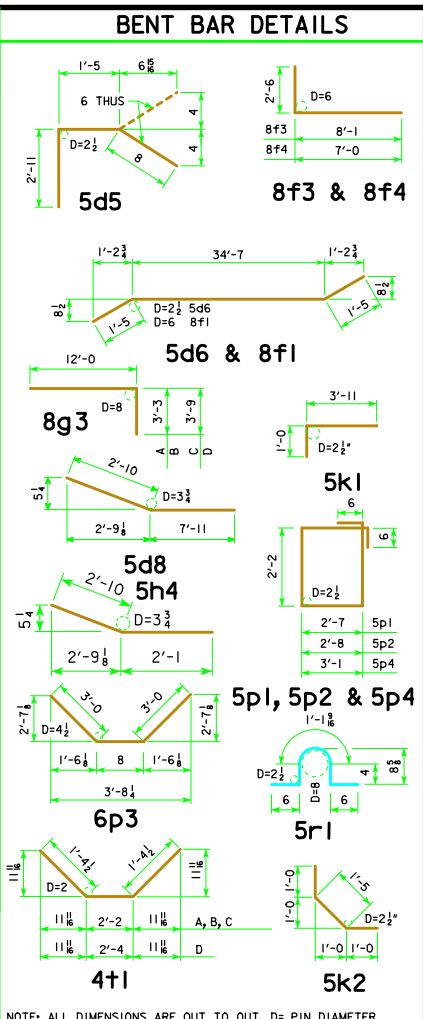 BENT BAR DETAILS
1'-5
6 15/16
6 THUS
D=2 1/2
4
4
8
2'-11
5d5
2'-6
D=6
8f3
8'-1
8f4
7'-0
8f3 & 8f4
1'-2 3/4
34'-7
1'-2 3/4
8 1/2
8 1/2
D=2 1/2 5d6
D=6 8f1
1'-5
1'-5
5d6 & 8f1
12'-0
D=8
3'-3
3'-9
A
B
C
D
8g3
3'-11
1'-0
D=2 1/2"
5k1
2'-10
5 1/4
D=3 3/4
2'-9 1/8
7'-11
5d8
6
6
2'-2
D=2 1/2
2'-7
5p1
2'-8
5p2
3'-1
5p4
5p1, 5p2 & 5p4
5h4
2'-10
5 1/4
D=3 3/4
2'-9 1/8
2'-1
2'-7 1/8
3'-0
3'-0
2'-7 1/8
D=4 1/2
1'-6 1/8
8
1'-6 1/8
3'-8 1/4
6p3
1'-1 9/16
D=2 1/2
4
8 5/8
6
D=8
6
5r1
11 11/16
1'-4 1/2
1'-4 1/2
11 11/16
D=2
11 11/16
2'-2
11 11/16
A, B, C
11 11/16
2'-4
11 11/16
D
4t1
1'-0
1'-5
1'-0
D=2 1/2"
1'-0
1'-0
5k2
NOTE: ALL DIMENSIONS ARE OUT TO OUT. D= PIN DIAMETER